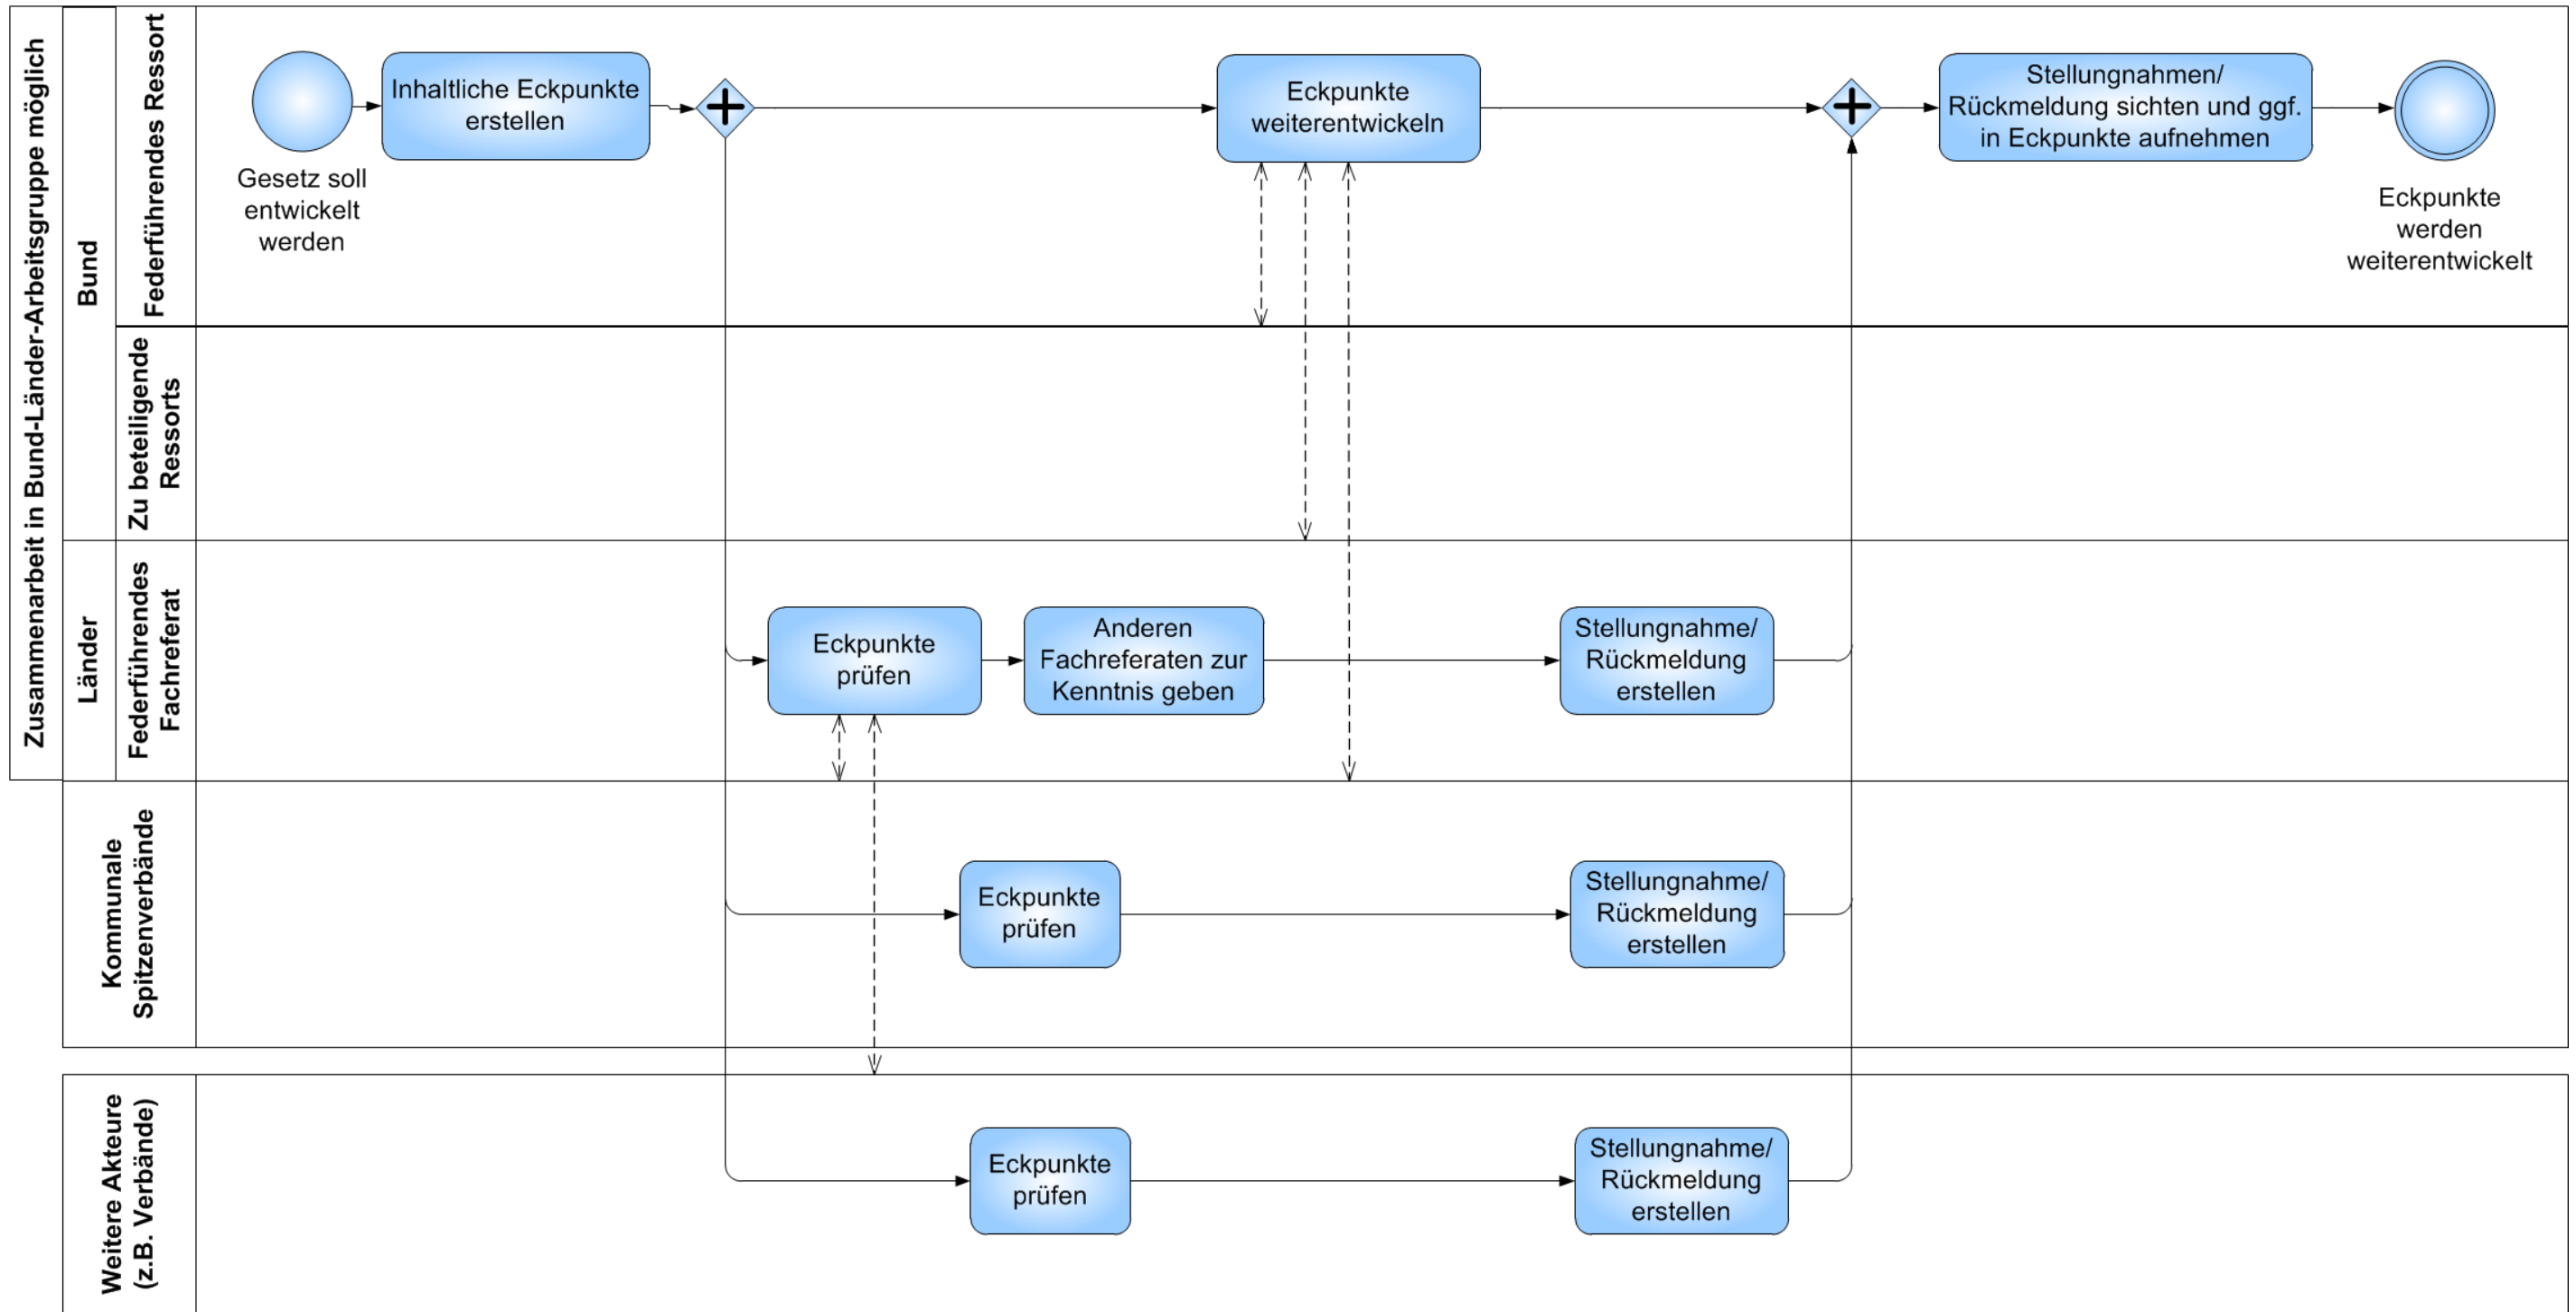 Zusammenarbeit in Bund-Länder-Arbeitsgruppe möglich
Bund
Federführendes Ressort
Gesetz soll
entwickelt
werden
Inhaltliche Eckpunkte
erstellen
Eckpunkte
weiterentwickeln
Stellungnahmen/
Rückmeldung sichten und ggf.
in Eckpunkte aufnehmen
Eckpunkte
werden
weiterentwickelt
Zu beteiligende
Ressorts
Länder
Federführendes
Fachreferat
Eckpunkte
prüfen
Anderen
Fachreferaten zur
Kenntnis geben
Stellungnahme/
Rückmeldung
erstellen
Kommunale
Spitzenverbände
Eckpunkte
prüfen
Stellungnahme/
Rückmeldung
erstellen
Weitere Akteure
(z.B. Verbände)
Eckpunkte
prüfen
Stellungnahme/
Rückmeldung
erstellen